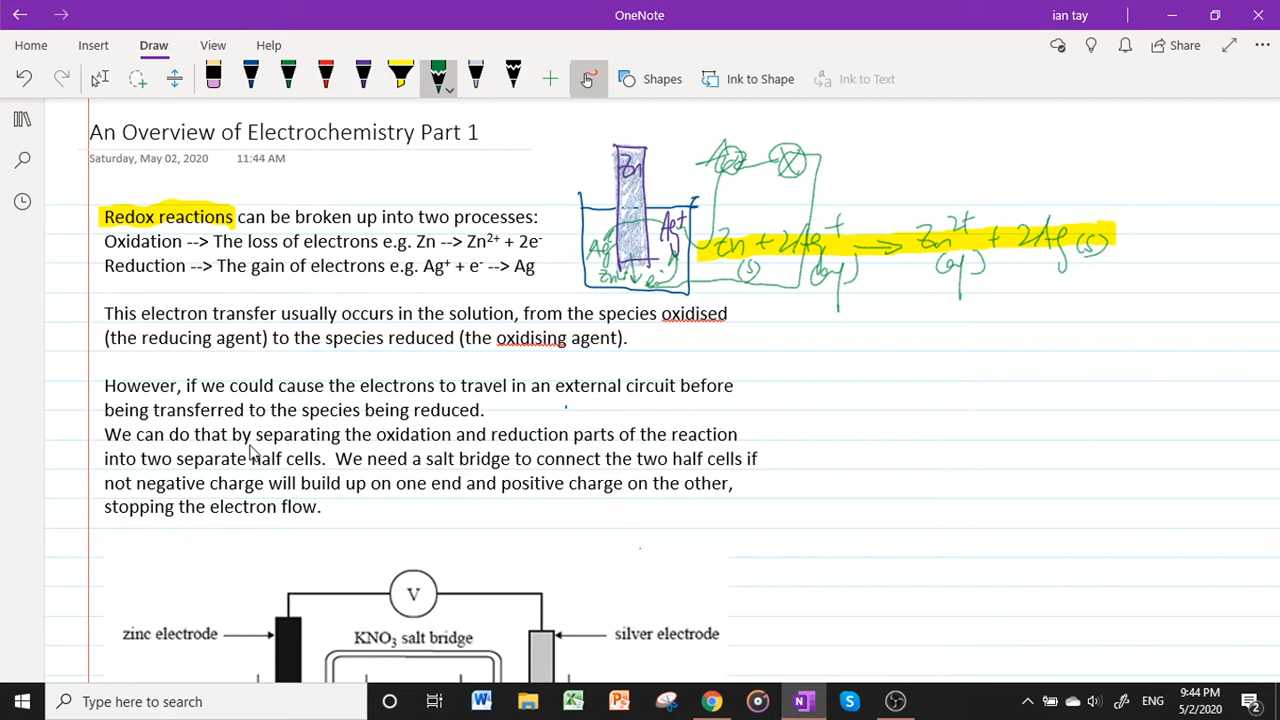 OneNote
ian tay
Home Insert Draw View Help
Share
Shapes Ink to Shape Ink to Text
An Overview of Electrochemistry Part 1
Saturday, May 02, 2020 11:44 AM
Redox reactions can be broken up into two processes:
Oxidation --> The loss of electrons e.g. Zn --> Zn²⁺ + 2e⁻
Reduction --> The gain of electrons e.g. Ag⁺ + e⁻ --> Ag
Zn
Ag⁺
Zn + 2Ag⁺ → Zn²⁺ + 2Ag (s)
(s) (aq) (aq)
This electron transfer usually occurs in the solution, from the species oxidised
(the reducing agent) to the species reduced (the oxidising agent).
However, if we could cause the electrons to travel in an external circuit before
being transferred to the species being reduced.
We can do that by separating the oxidation and reduction parts of the reaction
into two separate half cells. We need a salt bridge to connect the two half cells if
not negative charge will build up on one end and positive charge on the other,
stopping the electron flow.
V
zinc electrode KNO₃ salt bridge silver electrode
Type here to search
ENG
9:44 PM
5/2/2020
2